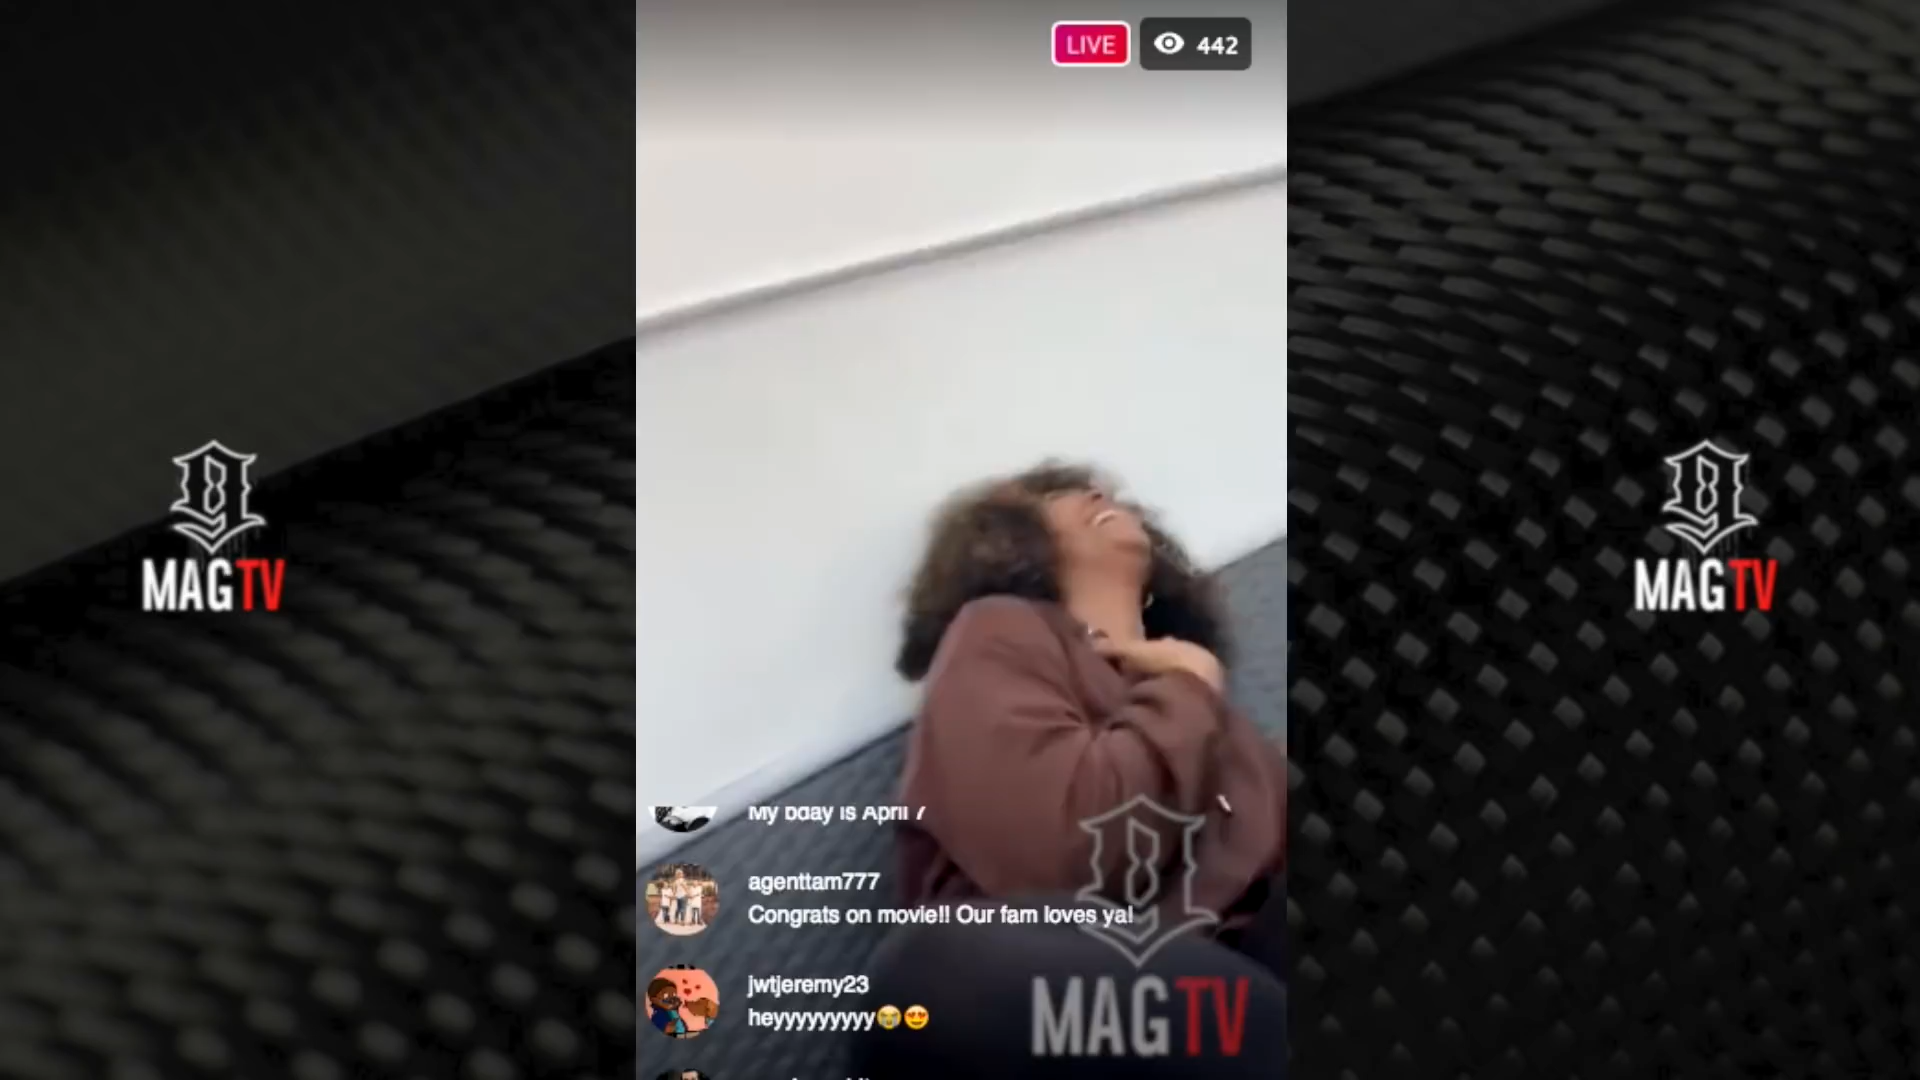 LIVE
442
MAGTV
MAGTV
My bday is April 7
agenttam777
Congrats on movie!! Our fam loves ya!
jwtjeremy23
heyyyyyyyyy😭😍
MAGTV